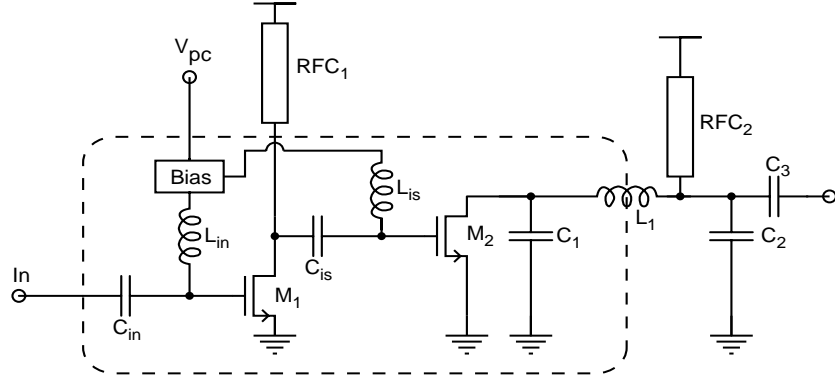 V_pc
RFC_1
RFC_2
Bias
C_3
L_is
L_in
L_1
M_2
C_1
C_2
In
C_is
M_1
C_in